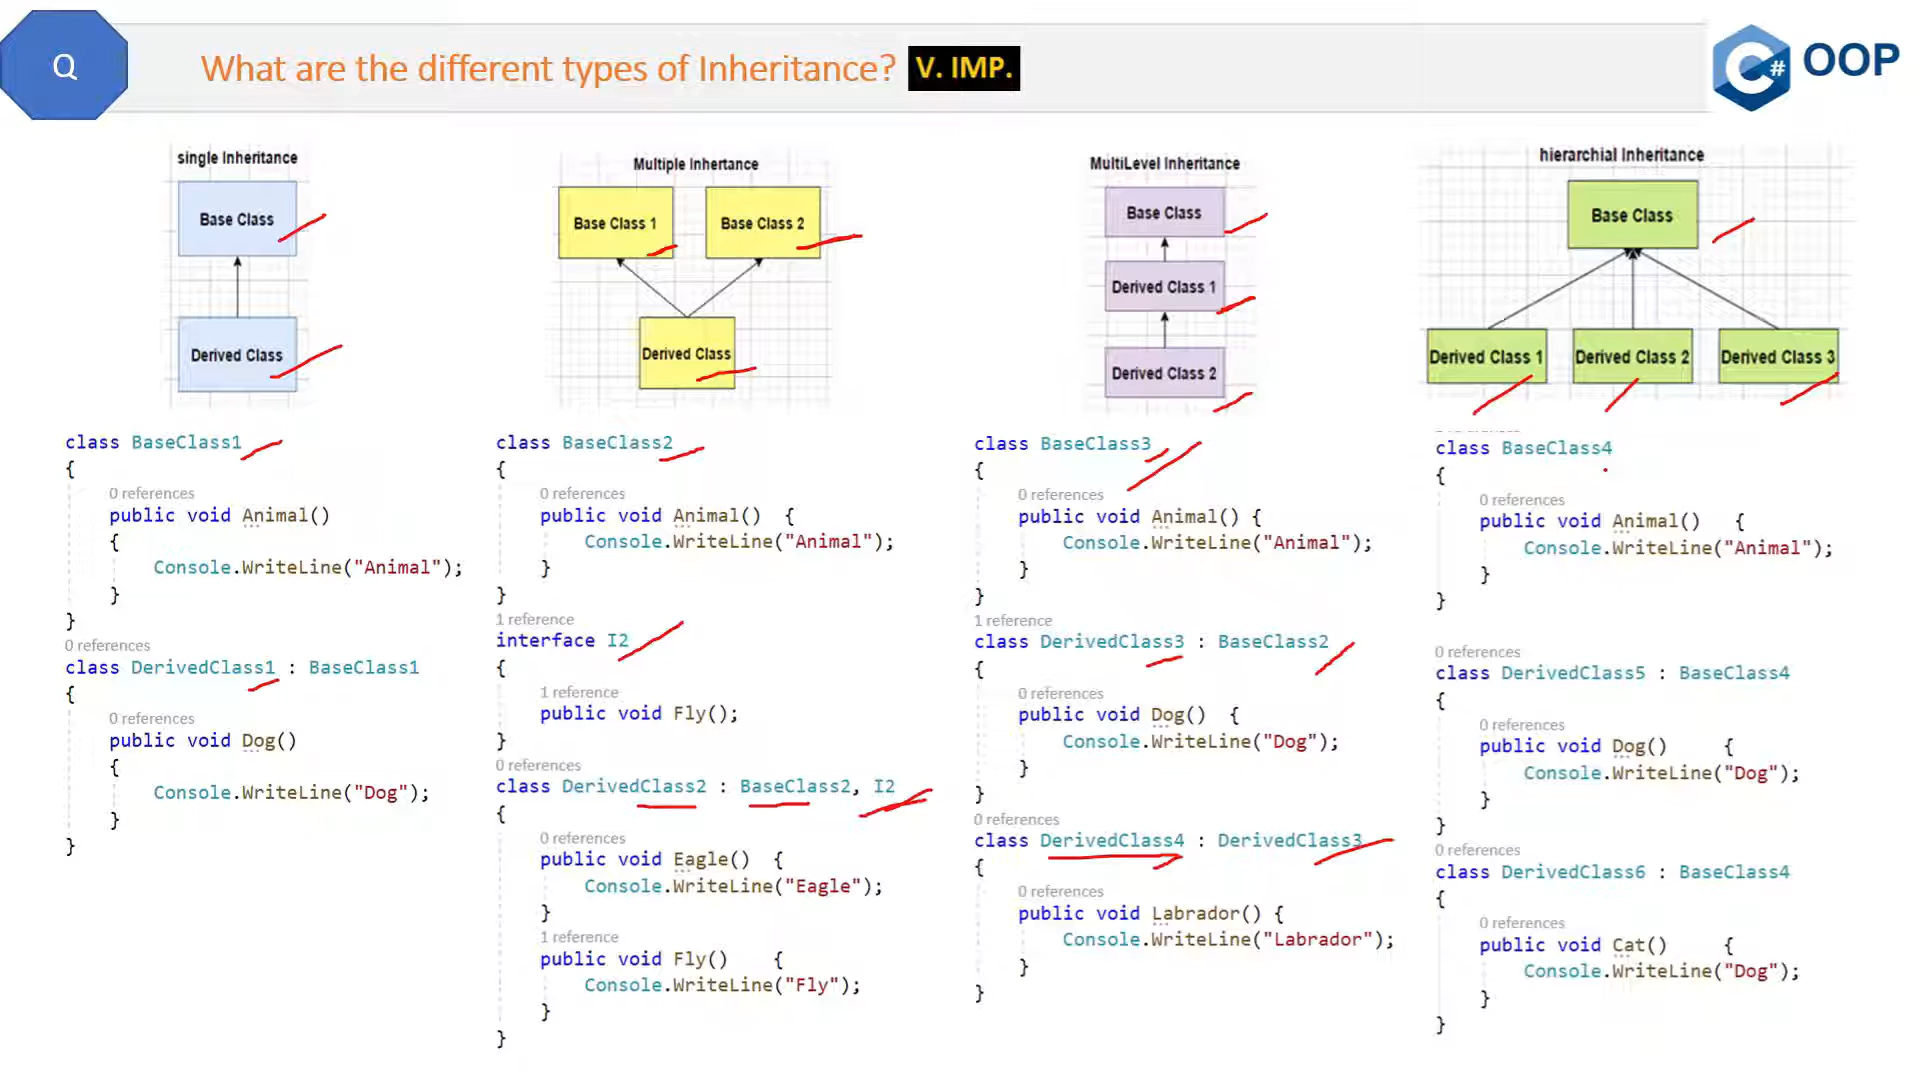 Q
What are the different types of Inheritance? V. IMP.
C# OOP
single Inheritance
Base Class
Derived Class
class BaseClass1
{
0 references
public void Animal()
{
Console.WriteLine("Animal");
}
}
0 references
class DerivedClass1 : BaseClass1
{
0 references
public void Dog()
{
Console.WriteLine("Dog");
}
}
Multiple Inhertance
Base Class 1
Base Class 2
Derived Class
class BaseClass2
{
0 references
public void Animal() {
Console.WriteLine("Animal");
}
}
1 reference
interface I2
{
1 reference
public void Fly();
}
0 references
class DerivedClass2 : BaseClass2, I2
{
0 references
public void Eagle() {
Console.WriteLine("Eagle");
}
1 reference
public void Fly() {
Console.WriteLine("Fly");
}
}
MultiLevel Inheritance
Base Class
Derived Class 1
Derived Class 2
class BaseClass3
{
0 references
public void Animal() {
Console.WriteLine("Animal");
}
}
1 reference
class DerivedClass3 : BaseClass2
{
0 references
public void Dog() {
Console.WriteLine("Dog");
}
}
0 references
class DerivedClass4 : DerivedClass3
{
0 references
public void Labrador() {
Console.WriteLine("Labrador");
}
}
hierarchial Inheritance
Base Class
Derived Class 1
Derived Class 2
Derived Class 3
class BaseClass4
{
0 references
public void Animal() {
Console.WriteLine("Animal");
}
}
0 references
class DerivedClass5 : BaseClass4
{
0 references
public void Dog() {
Console.WriteLine("Dog");
}
}
0 references
class DerivedClass6 : BaseClass4
{
0 references
public void Cat() {
Console.WriteLine("Dog");
}
}